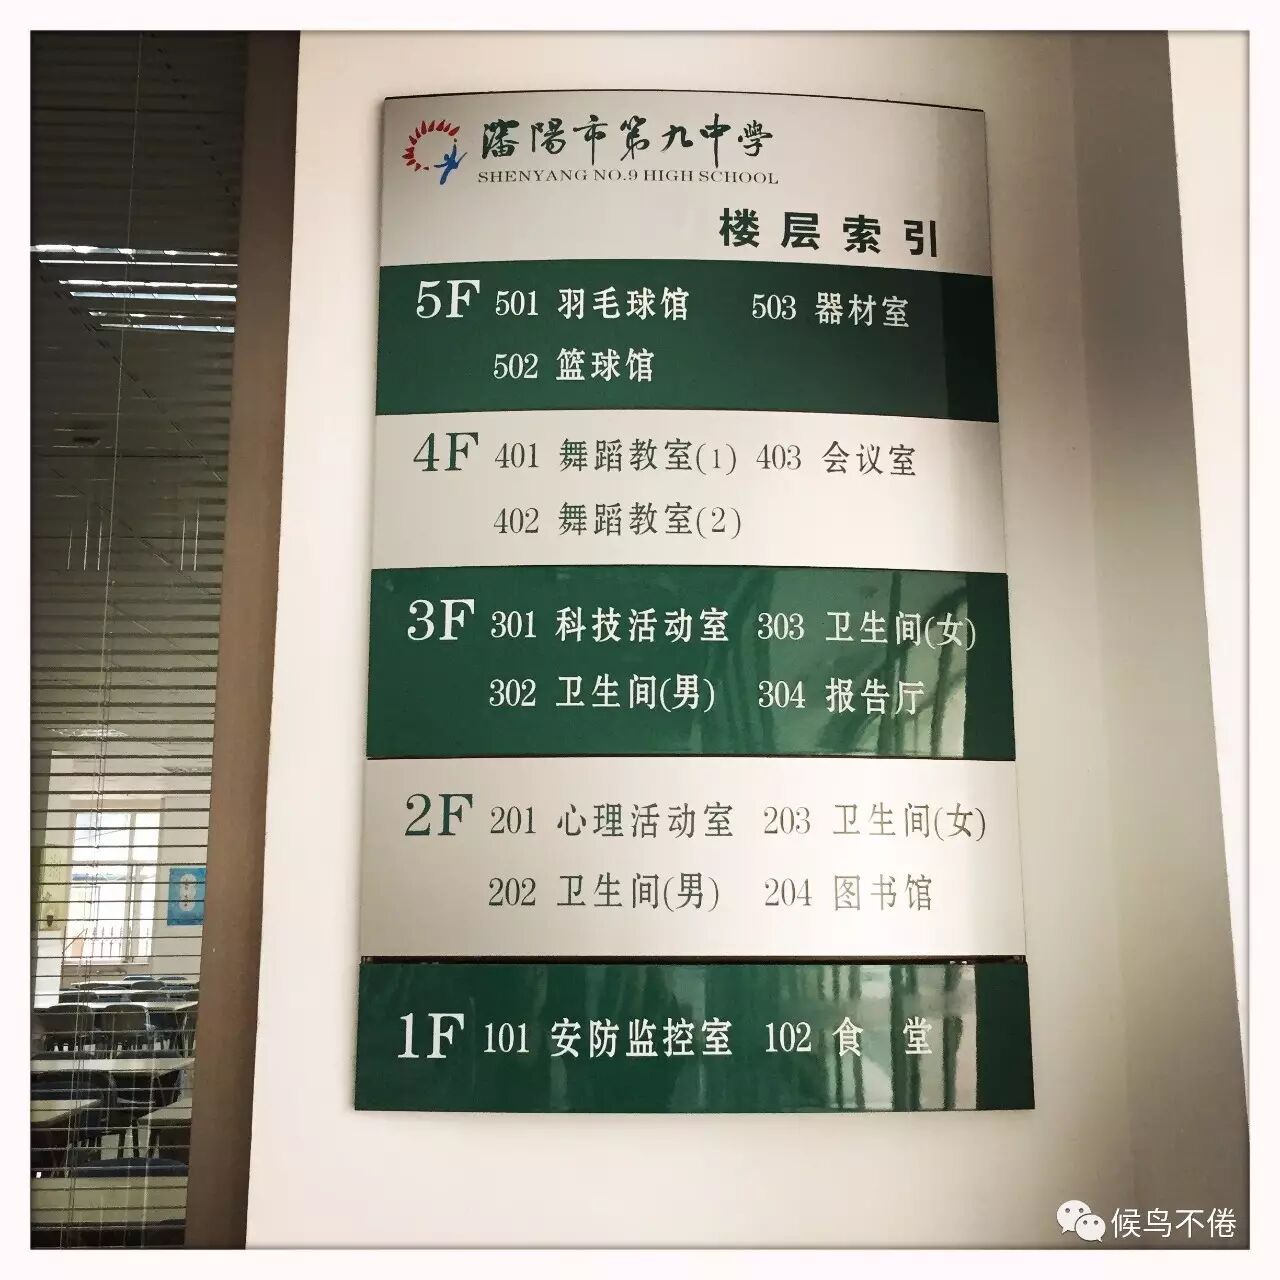 瀋陽市第九中學
SHENYANG NO.9 HIGH SCHOOL
楼层索引
5F 501 羽毛球馆 503 器材室
502 篮球馆
4F 401 舞蹈教室(1) 403 会议室
402 舞蹈教室(2)
3F 301 科技活动室 303 卫生间(女)
302 卫生间(男) 304 报告厅
2F 201 心理活动室 203 卫生间(女)
202 卫生间(男) 204 图书馆
1F 101 安防监控室 102 食 堂
候鸟不倦